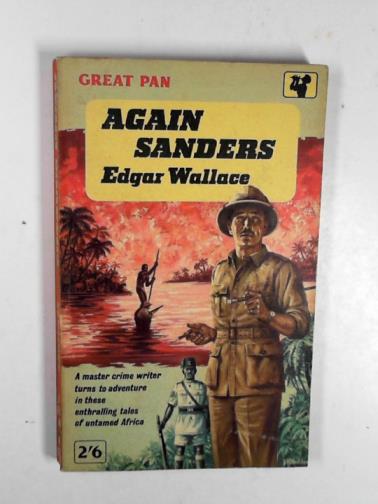 GREAT PAN
AGAIN
SANDERS
Edgar Wallace
A master crime writer
turns to adventure
in these
enthralling tales
of untamed Africa
2'6